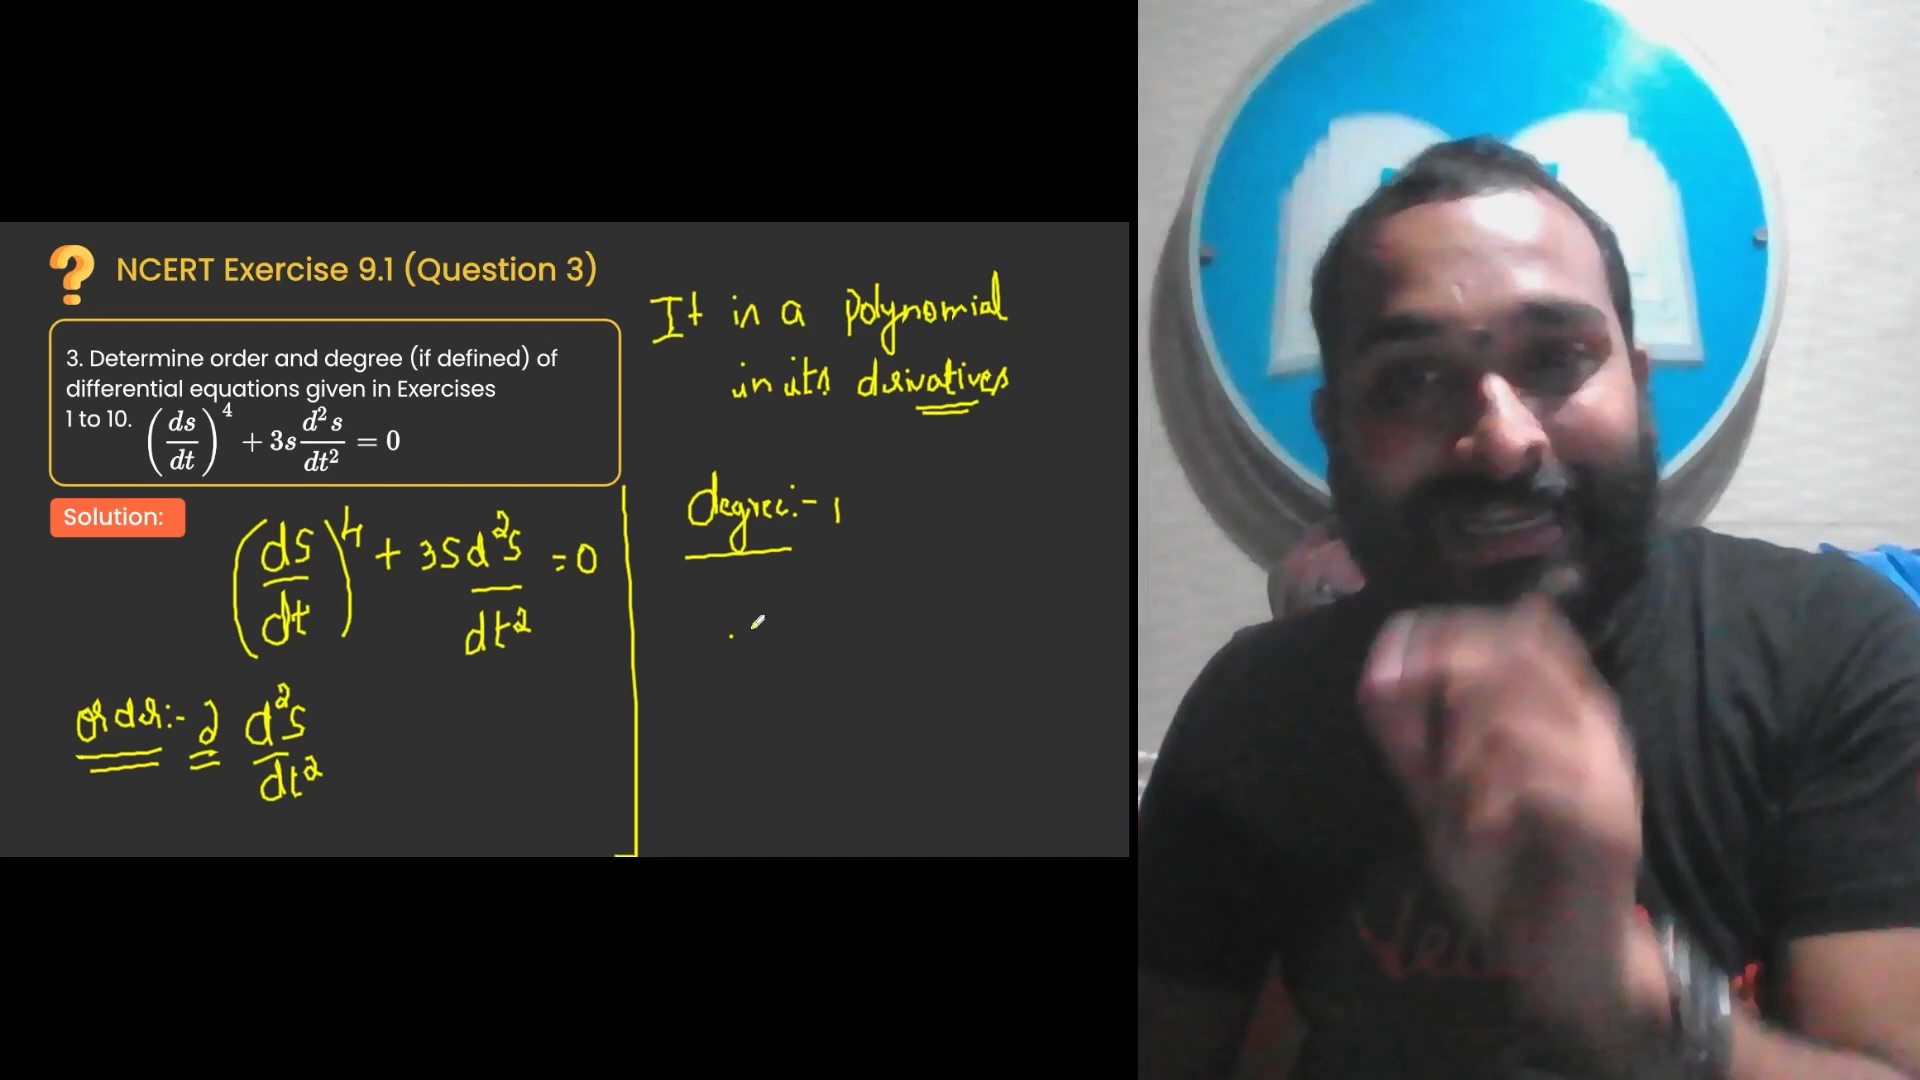 NCERT Exercise 9.1 (Question 3)
3. Determine order and degree (if defined) of
differential equations given in Exercises
1 to 10. (ds/dt)^4 + 3s d²s/dt² = 0
Solution:
(ds/dt)^4 + 3s d²s/dt² = 0
order:- 2 d²s/dt²
It is a polynomial
in its derivatives
degree:- 1